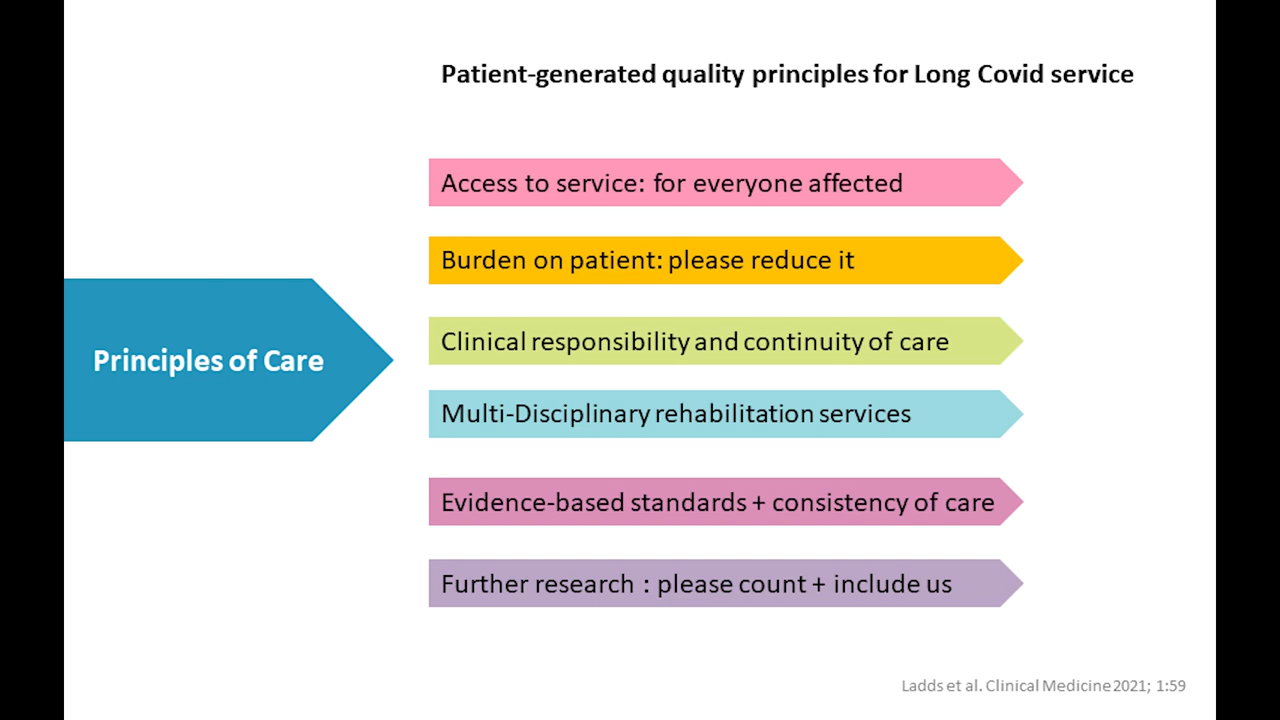 Patient-generated quality principles for Long Covid service
Access to service: for everyone affected
Burden on patient: please reduce it
Clinical responsibility and continuity of care
Principles of Care
Multi-Disciplinary rehabilitation services
Evidence-based standards + consistency of care
Further research : please count + include us
Ladds et al. Clinical Medicine 2021; 1:59